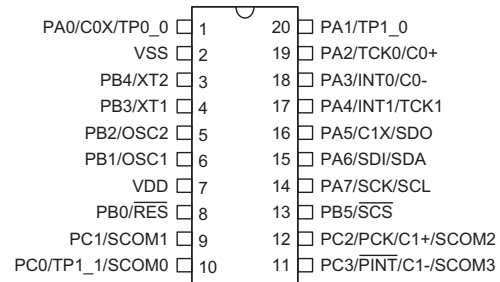 PA0/C0X/TP0_0 1 20 PA1/TP1_0
VSS 2 19 PA2/TCK0/C0+
PB4/XT2 3 18 PA3/INT0/C0-
PB3/XT1 4 17 PA4/INT1/TCK1
PB2/OSC2 5 16 PA5/C1X/SDO
PB1/OSC1 6 15 PA6/SDI/SDA
VDD 7 14 PA7/SCK/SCL
PB0/RES 8 13 PB5/SCS
PC1/SCOM1 9 12 PC2/PCK/C1+/SCOM2
PC0/TP1_1/SCOM0 10 11 PC3/PINT/C1-/SCOM3